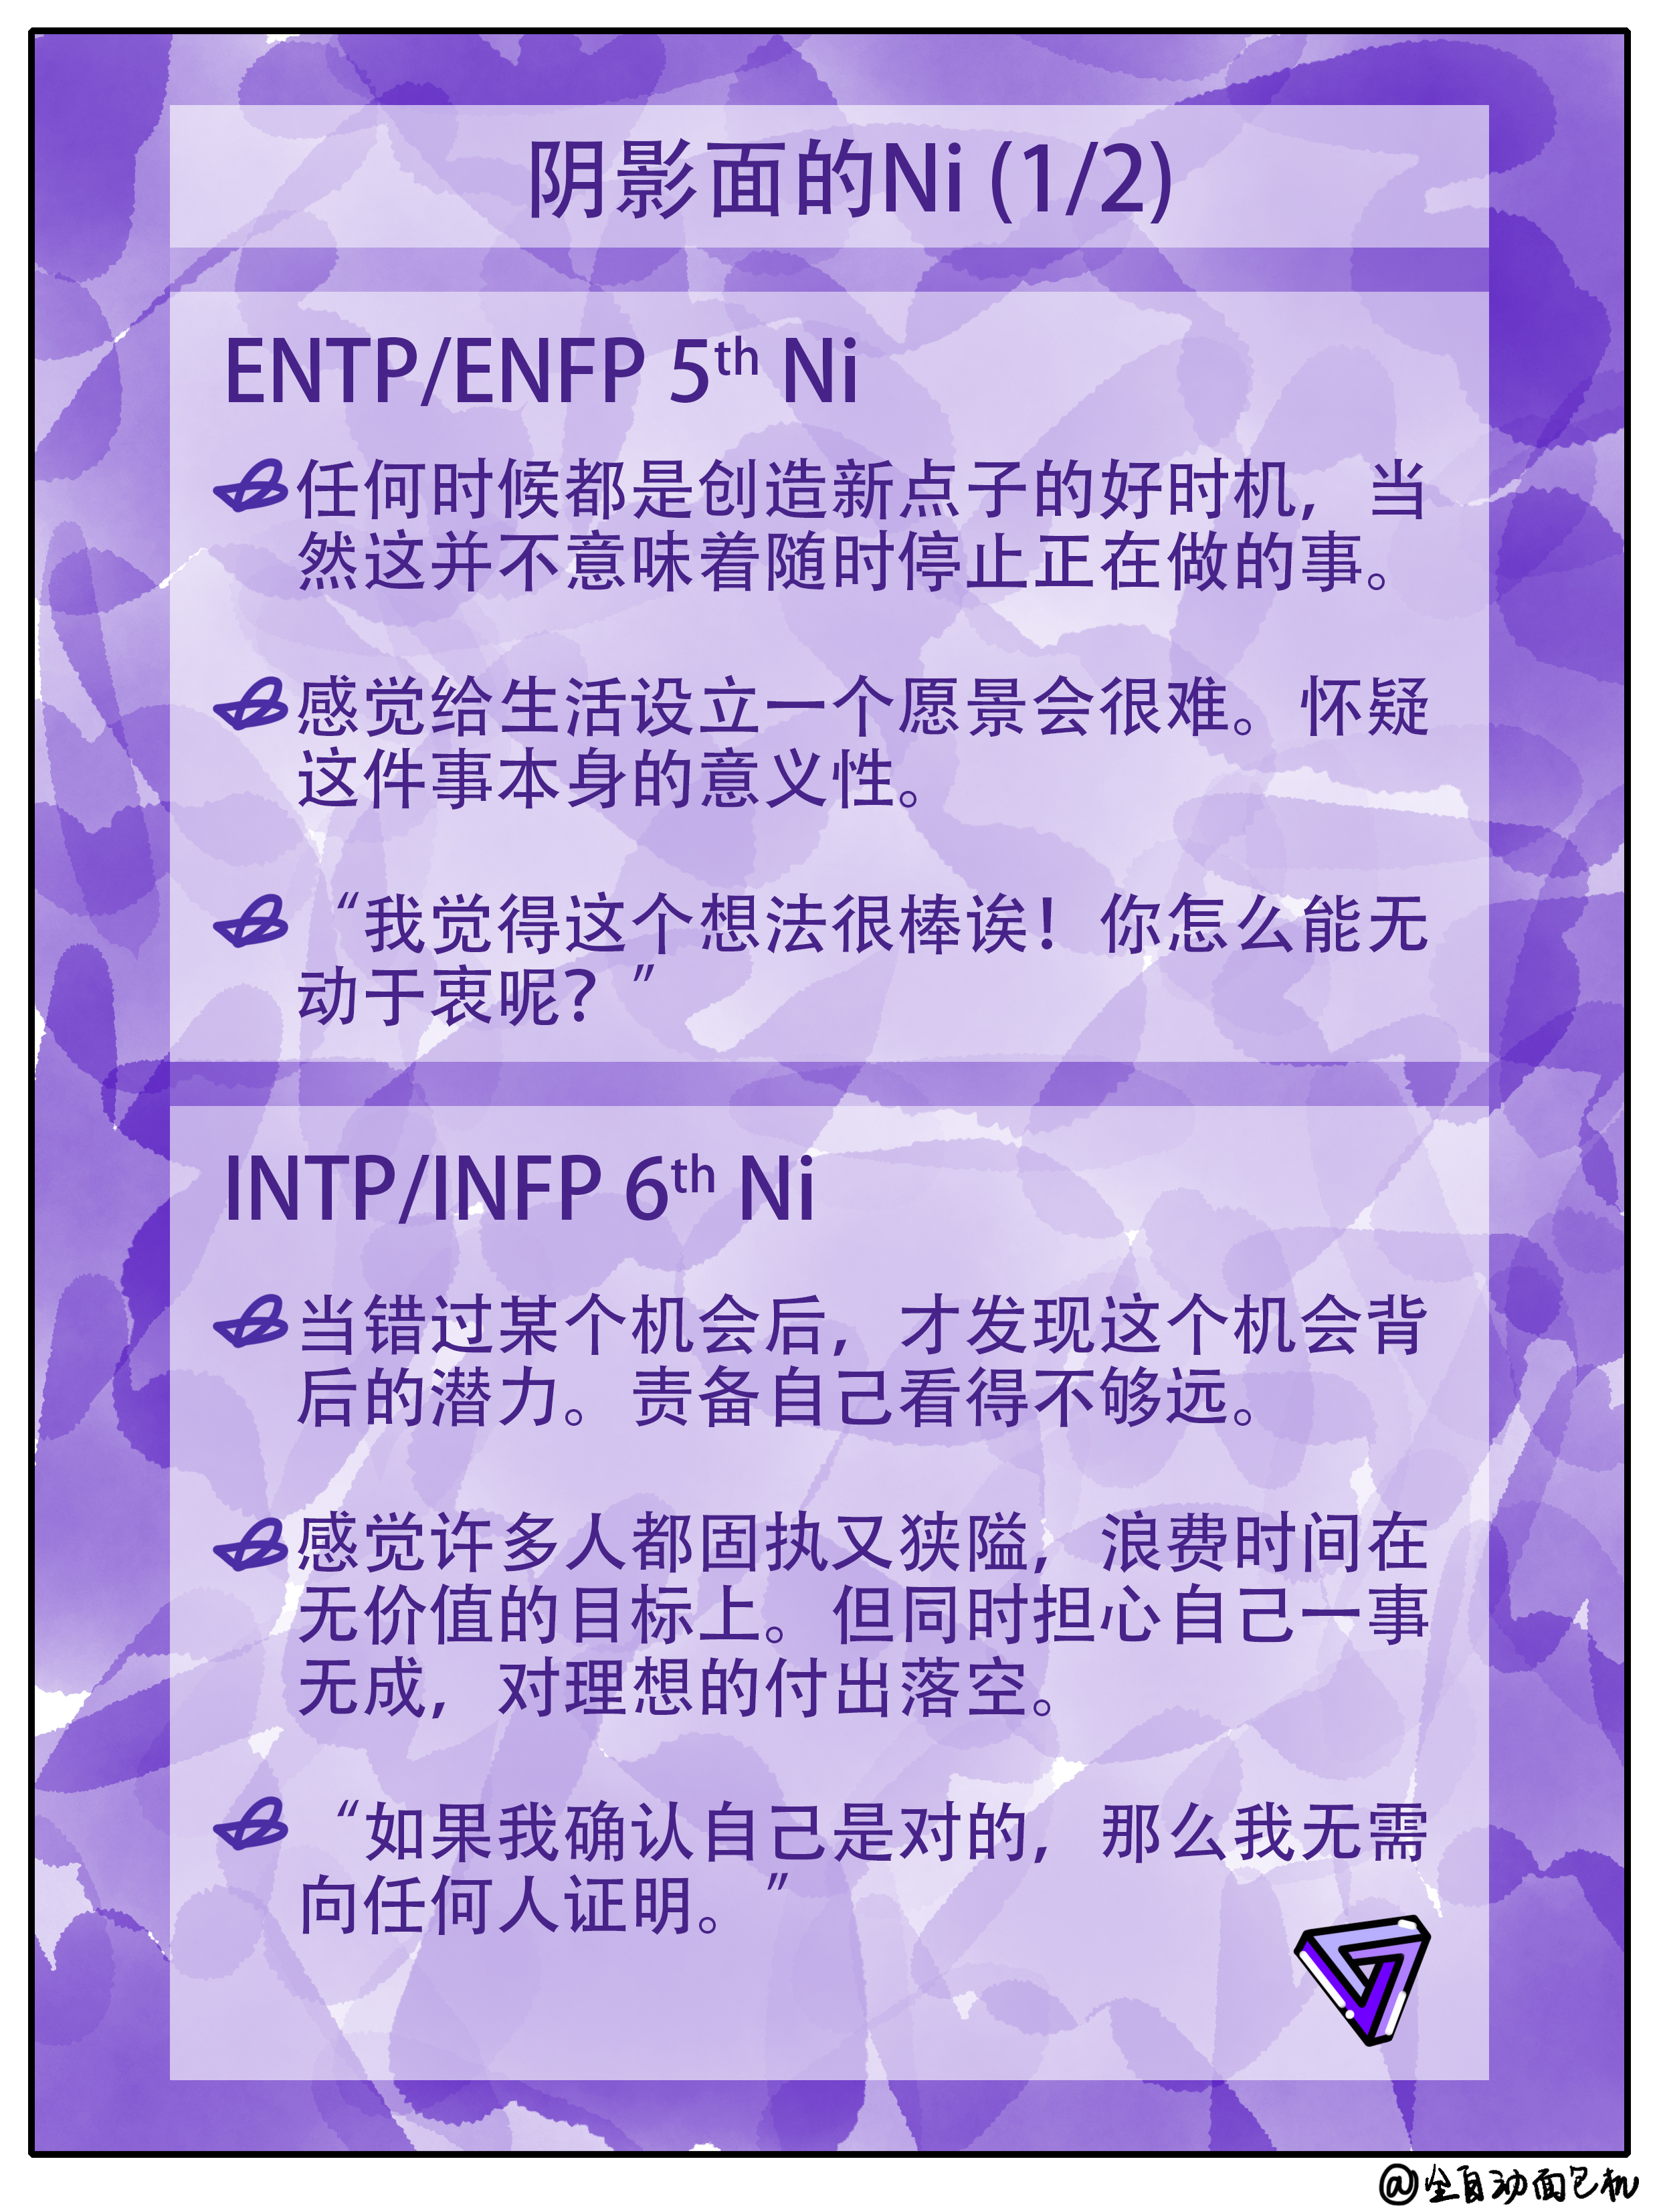 阴影面的Ni (1/2)
ENTP/ENFP 5th Ni
任何时候都是创造新点子的好时机，当
然这并不意味着随时停止正在做的事。
感觉给生活设立一个愿景会很难。怀疑
这件事本身的意义性。
“我觉得这个想法很棒诶！你怎么能无
动于衷呢？”
INTP/INFP 6th Ni
当错过某个机会后，才发现这个机会背
后的潜力。责备自己看得不够远。
感觉许多人都固执又狭隘，浪费时间在
无价值的目标上。但同时担心自己一事
无成，对理想的付出落空。
“如果我确认自己是对的，那么我无需
向任何人证明。”
@全自动面包机